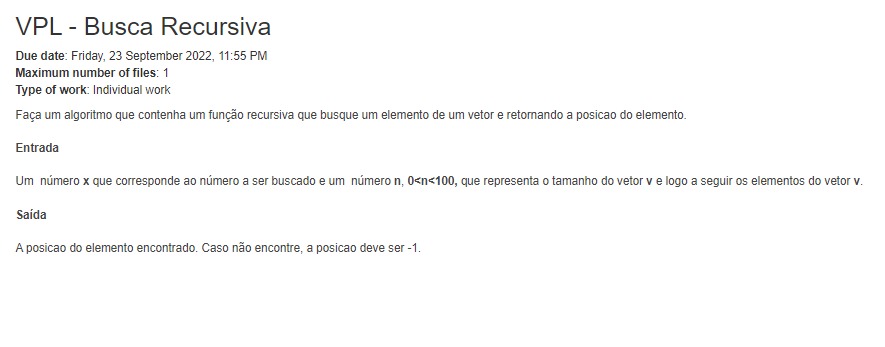 VPL - Busca Recursiva
Due date: Friday, 23 September 2022, 11:55 PM
Maximum number of files: 1
Type of work: Individual work
Faça um algoritmo que contenha um função recursiva que busque um elemento de um vetor e retornando a posicao do elemento.
Entrada
Um número x que corresponde ao número a ser buscado e um número n, 0<n<100, que representa o tamanho do vetor v e logo a seguir os elementos do vetor v.
Saída
A posicao do elemento encontrado. Caso não encontre, a posicao deve ser -1.